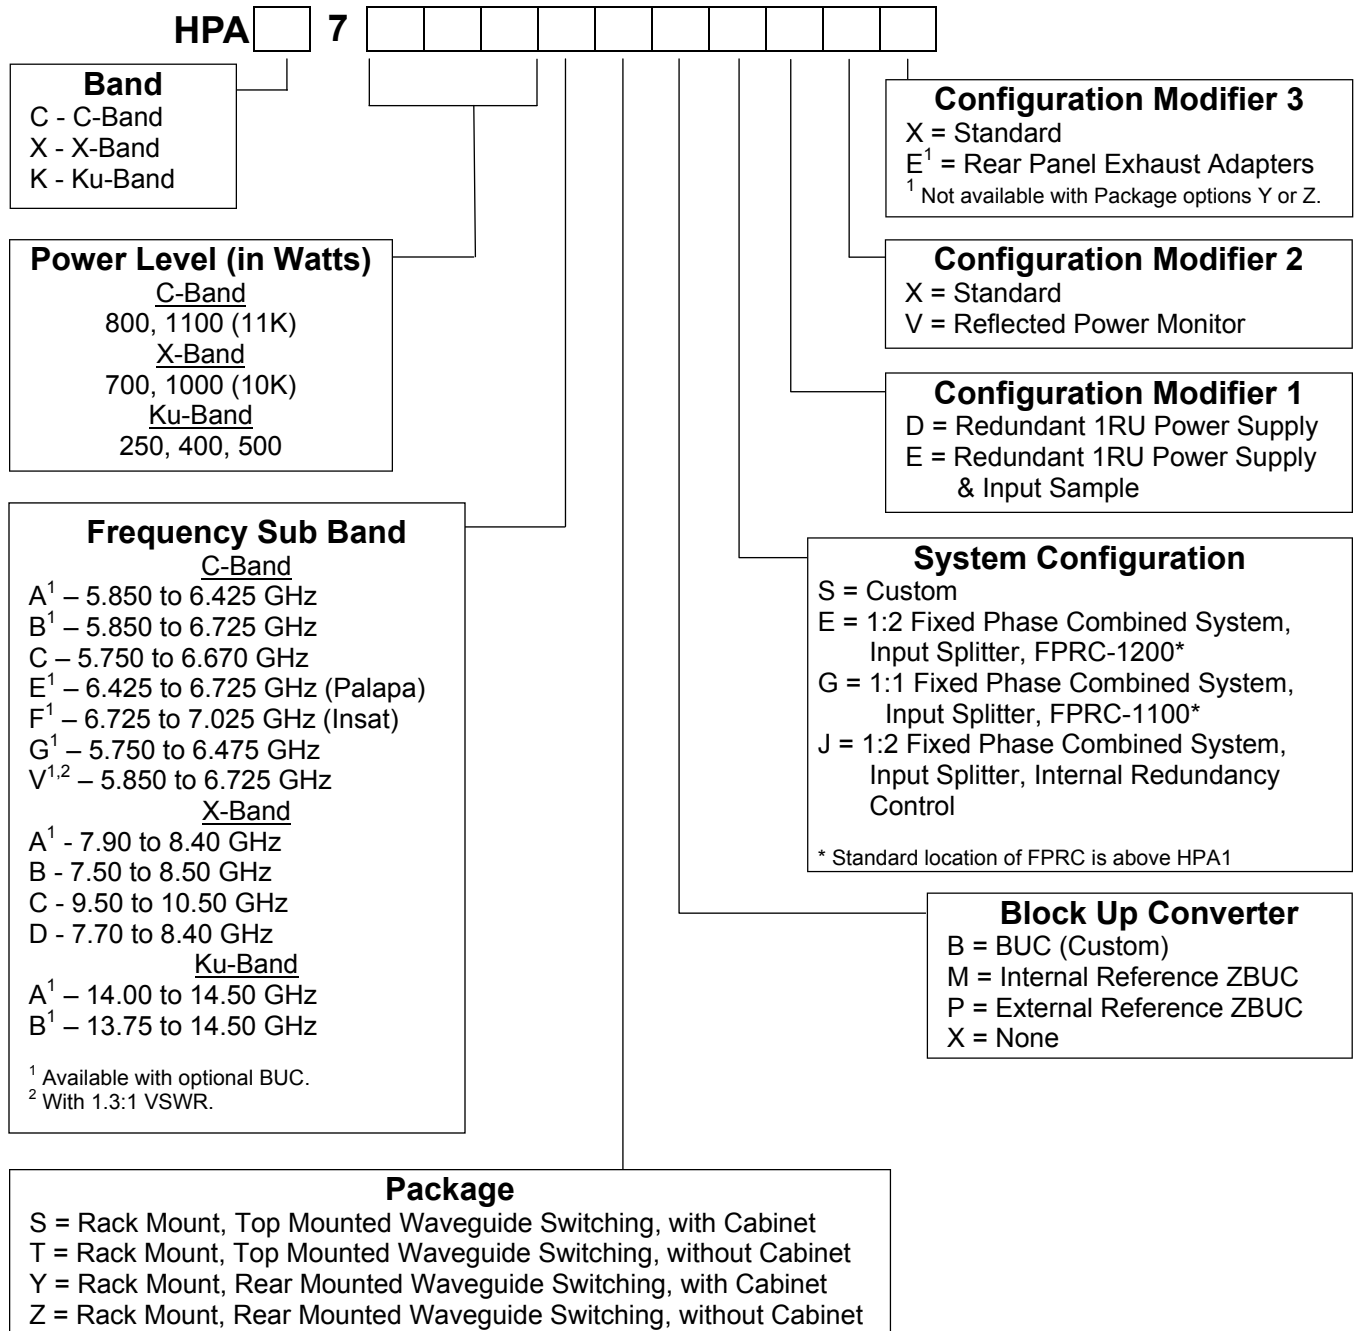 HPA 7
Band
C - C-Band
X - X-Band
K - Ku-Band
Power Level (in Watts)
C-Band
800, 1100 (11K)
X-Band
700, 1000 (10K)
Ku-Band
250, 400, 500
Frequency Sub Band
C-Band
A1 – 5.850 to 6.425 GHz
B1 – 5.850 to 6.725 GHz
C – 5.750 to 6.670 GHz
E1 – 6.425 to 6.725 GHz (Palapa)
F1 – 6.725 to 7.025 GHz (Insat)
G1 – 5.750 to 6.475 GHz
V1,2 – 5.850 to 6.725 GHz
X-Band
A1 - 7.90 to 8.40 GHz
B - 7.50 to 8.50 GHz
C - 9.50 to 10.50 GHz
D - 7.70 to 8.40 GHz
Ku-Band
A1 – 14.00 to 14.50 GHz
B1 – 13.75 to 14.50 GHz
1 Available with optional BUC.
2 With 1.3:1 VSWR.
Configuration Modifier 3
X = Standard
E1 = Rear Panel Exhaust Adapters
1 Not available with Package options Y or Z.
Configuration Modifier 2
X = Standard
V = Reflected Power Monitor
Configuration Modifier 1
D = Redundant 1RU Power Supply
E = Redundant 1RU Power Supply
& Input Sample
System Configuration
S = Custom
E = 1:2 Fixed Phase Combined System,
Input Splitter, FPRC-1200*
G = 1:1 Fixed Phase Combined System,
Input Splitter, FPRC-1100*
J = 1:2 Fixed Phase Combined System,
Input Splitter, Internal Redundancy
Control
* Standard location of FPRC is above HPA1
Block Up Converter
B = BUC (Custom)
M = Internal Reference ZBUC
P = External Reference ZBUC
X = None
Package
S = Rack Mount, Top Mounted Waveguide Switching, with Cabinet
T = Rack Mount, Top Mounted Waveguide Switching, without Cabinet
Y = Rack Mount, Rear Mounted Waveguide Switching, with Cabinet
Z = Rack Mount, Rear Mounted Waveguide Switching, without Cabinet